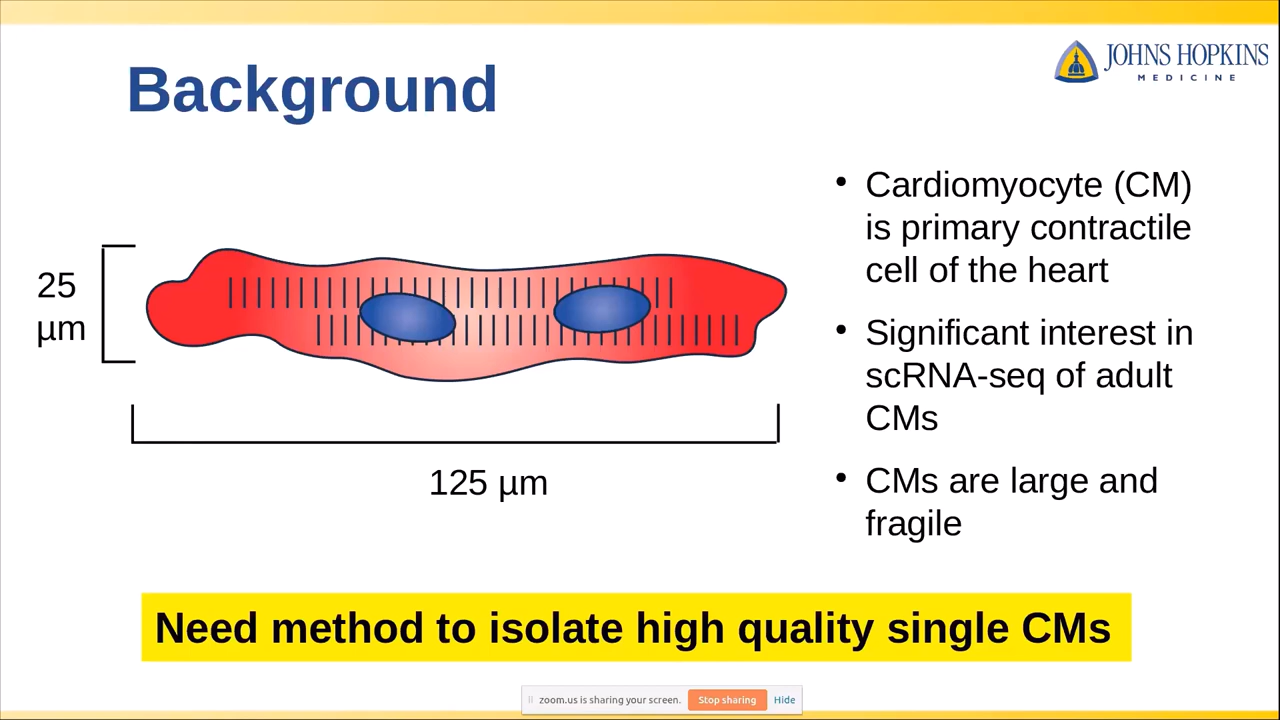 JOHNS HOPKINS
MEDICINE
Background
25
µm
125 µm
• Cardiomyocyte (CM)
is primary contractile
cell of the heart
• Significant interest in
scRNA-seq of adult
CMs
• CMs are large and
fragile
Need method to isolate high quality single CMs
zoom.us is sharing your screen. Stop sharing Hide